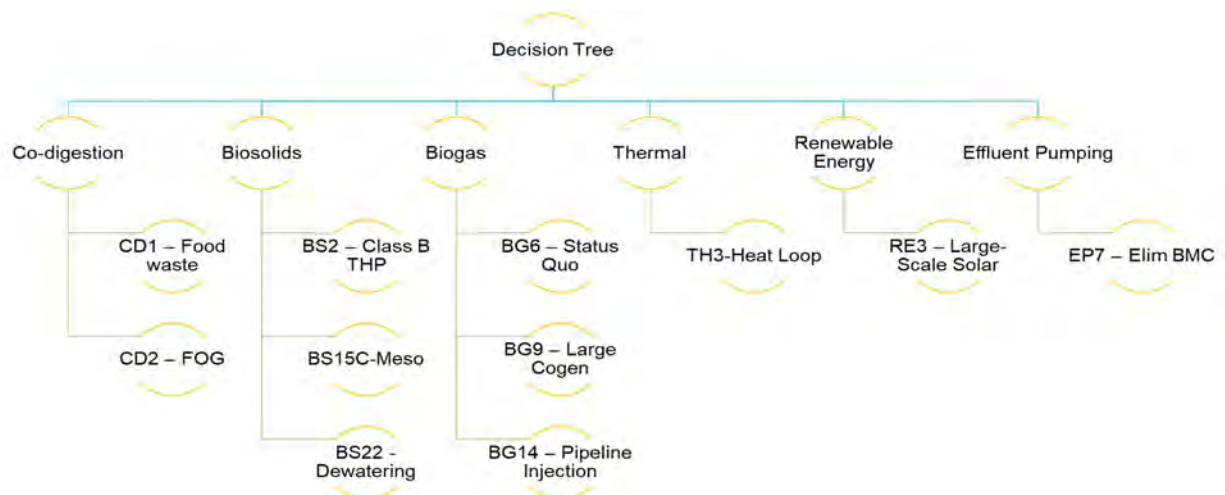 Decision Tree
Co-digestion
Biosolids
Biogas
Thermal
Renewable
Energy
Effluent Pumping
CD1 – Food
waste
BS2 – Class B
THP
BG6 – Status
Quo
TH3-Heat Loop
RE3 – Large-
Scale Solar
EP7 – Elim BMC
CD2 – FOG
BS15C-Meso
BG9 – Large
Cogen
BS22 -
Dewatering
BG14 – Pipeline
Injection